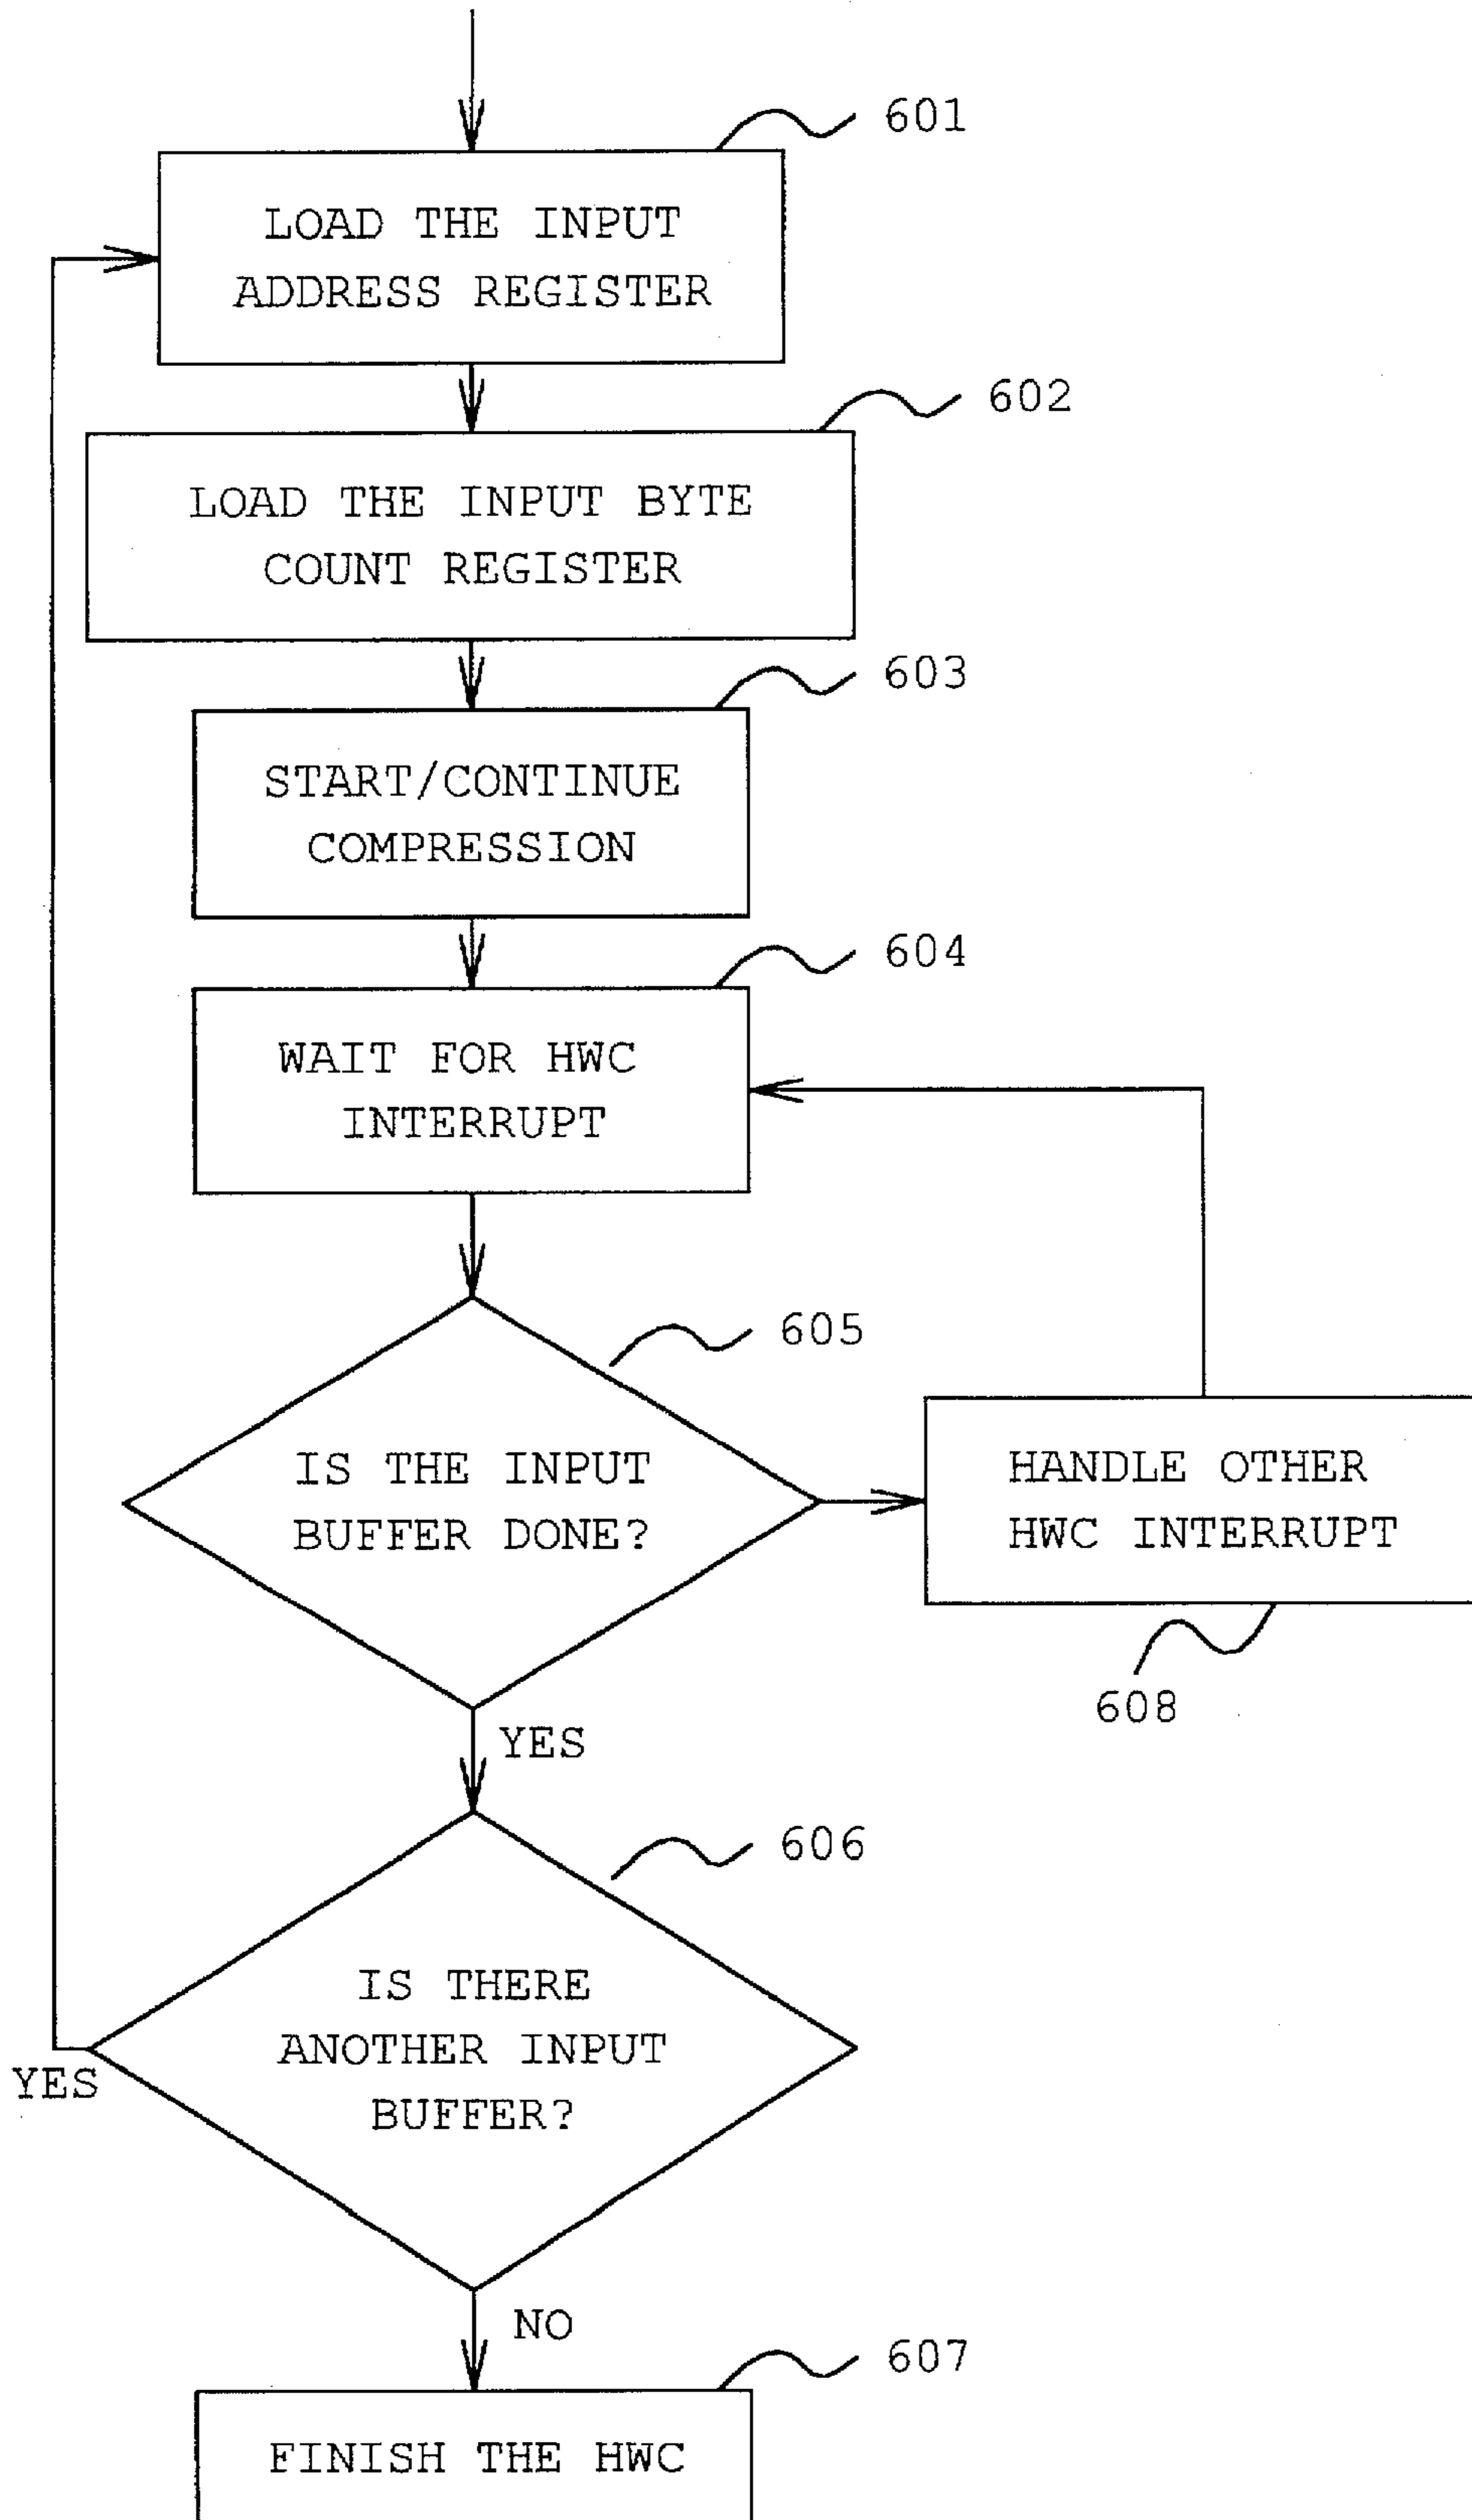 601
LOAD THE INPUT
ADDRESS REGISTER
602
LOAD THE INPUT BYTE
COUNT REGISTER
603
START/CONTINUE
COMPRESSION
604
WAIT FOR HWC
INTERRUPT
605
IS THE INPUT
BUFFER DONE?
HANDLE OTHER
HWC INTERRUPT
608
YES
606
IS THERE
ANOTHER INPUT
BUFFER?
YES
NO
607
FINISH THE HWC